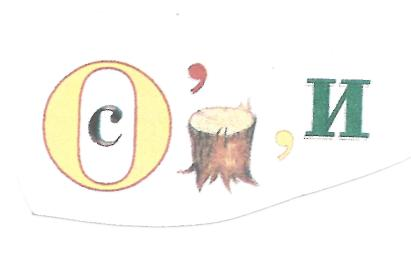 О с ’ , И